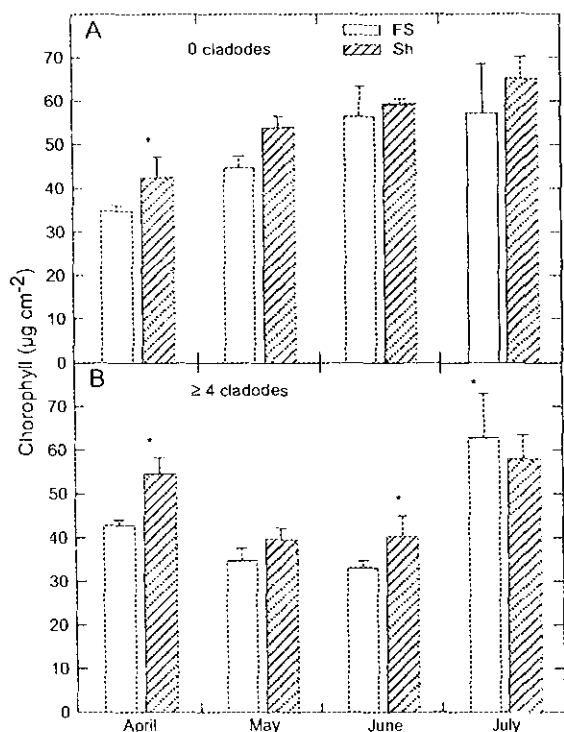 A
0 cladodes
FS
Sh
70
60
50
40
30
20
10
0
Chorophyll (µg cm-2)
B
≥ 4 cladodes
70
60
50
40
30
20
10
0
*
*
*
*
April
May
June
July